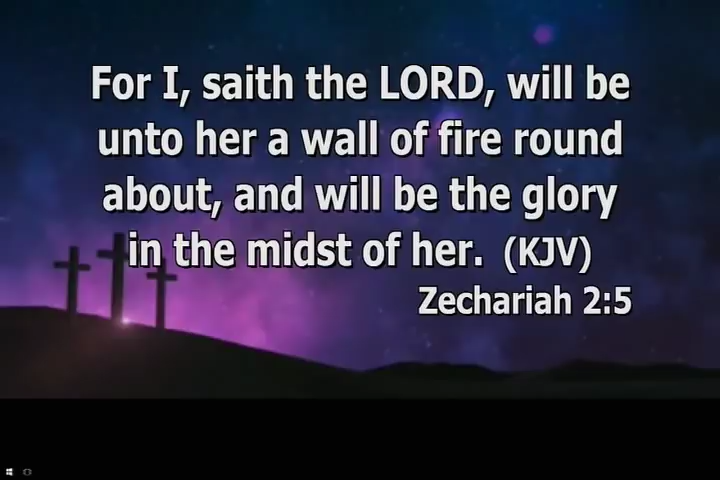 For I, saith the LORD, will be
unto her a wall of fire round
about, and will be the glory
in the midst of her. (KJV)
Zechariah 2:5